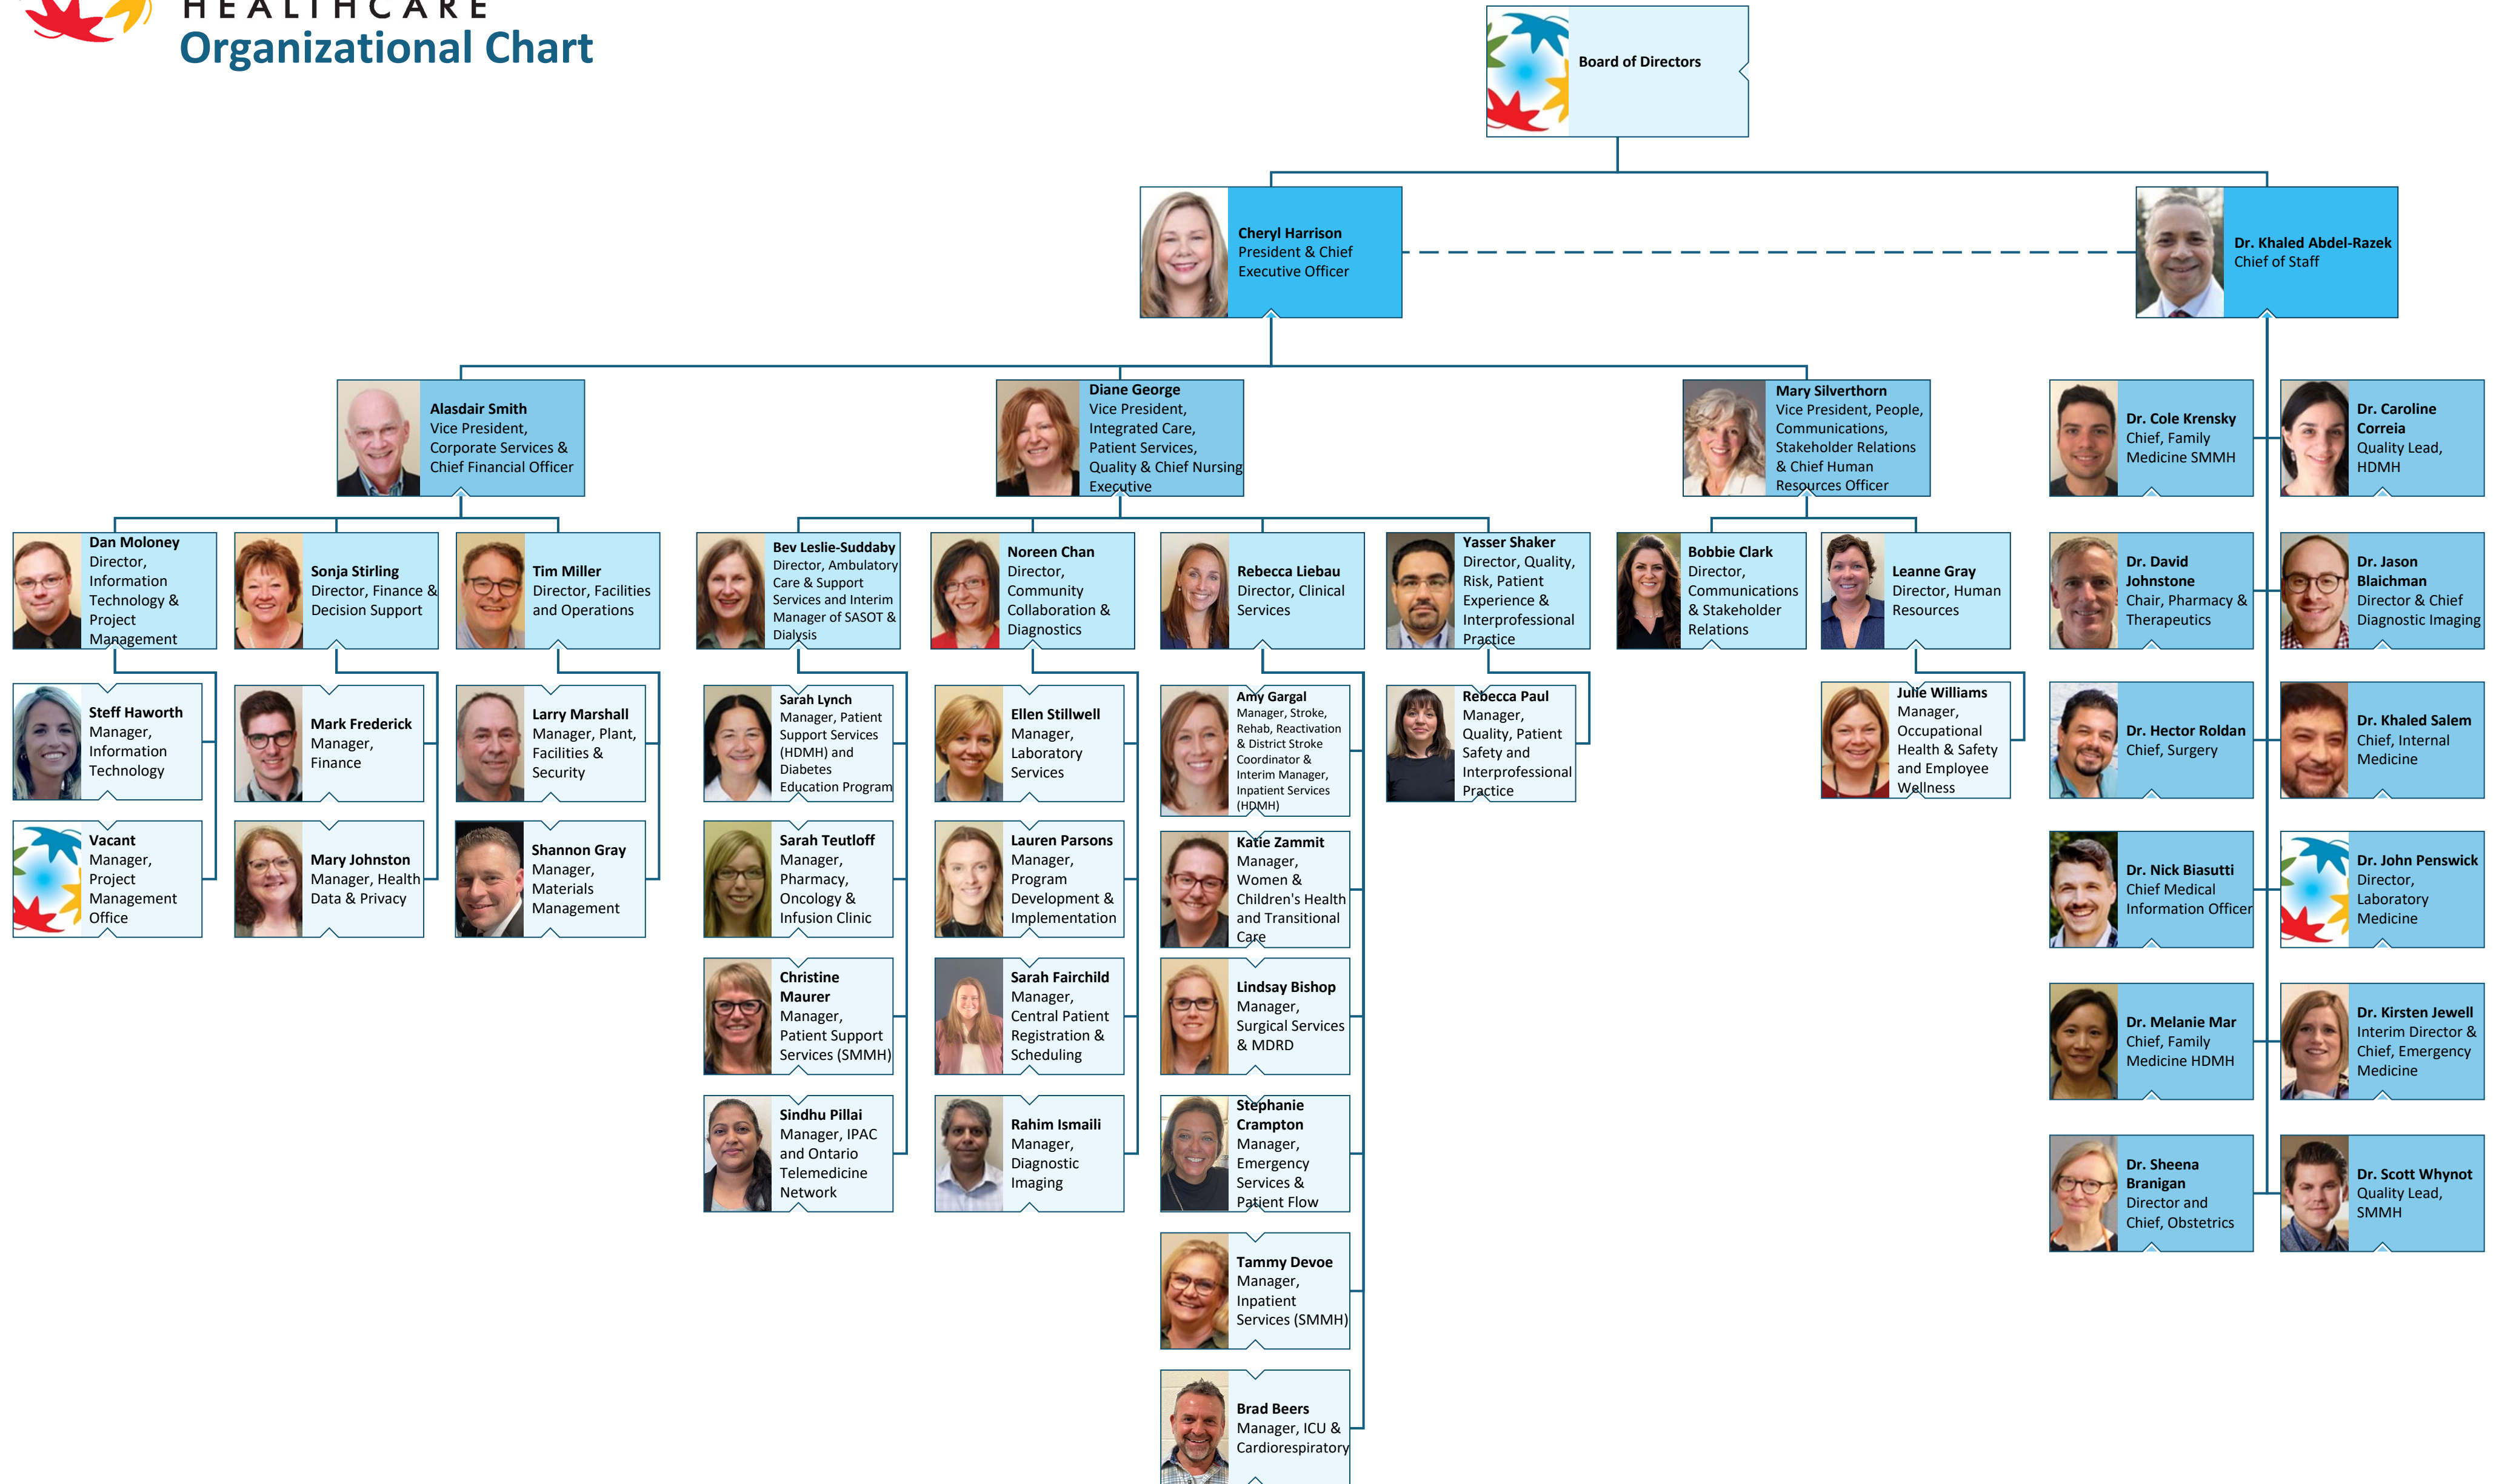 HEALTHCARE
Organizational Chart
Board of Directors
Cheryl Harrison
President & Chief
Executive Officer
Dr. Khaled Abdel-Razek
Chief of Staff
Alasdair Smith
Vice President,
Corporate Services &
Chief Financial Officer
Diane George
Vice President,
Integrated Care,
Patient Services,
Quality & Chief Nursing
Executive
Mary Silverthorn
Vice President, People,
Communications,
Stakeholder Relations
& Chief Human
Resources Officer
Dr. Cole Krensky
Chief, Family
Medicine SMMH
Dr. Caroline
Correia
Quality Lead,
HDMH
Dan Moloney
Director,
Information
Technology &
Project
Management
Sonja Stirling
Director, Finance &
Decision Support
Tim Miller
Director, Facilities
and Operations
Bev Leslie-Suddaby
Director, Ambulatory
Care & Support
Services and Interim
Manager of SASOT &
Dialysis
Noreen Chan
Director,
Community
Collaboration &
Diagnostics
Rebecca Liebau
Director, Clinical
Services
Yasser Shaker
Director, Quality,
Risk, Patient
Experience &
Interprofessional
Practice
Bobbie Clark
Director,
Communications
& Stakeholder
Relations
Leanne Gray
Director, Human
Resources
Dr. David
Johnstone
Chair, Pharmacy &
Therapeutics
Dr. Jason
Blaichman
Director & Chief
Diagnostic Imaging
Steff Haworth
Manager,
Information
Technology
Mark Frederick
Manager,
Finance
Larry Marshall
Manager, Plant,
Facilities &
Security
Sarah Lynch
Manager, Patient
Support Services
(HDMH) and
Diabetes
Education Program
Ellen Stillwell
Manager,
Laboratory
Services
Amy Gargal
Manager, Stroke,
Rehab, Reactivation
& District Stroke
Coordinator &
Interim Manager,
Inpatient Services
(HDMH)
Rebecca Paul
Manager,
Quality, Patient
Safety and
Interprofessional
Practice
Julie Williams
Manager,
Occupational
Health & Safety
and Employee
Wellness
Dr. Hector Roldan
Chief, Surgery
Dr. Khaled Salem
Chief, Internal
Medicine
Vacant
Manager,
Project
Management
Office
Mary Johnston
Manager, Health
Data & Privacy
Shannon Gray
Manager,
Materials
Management
Sarah Teutloff
Manager,
Pharmacy,
Oncology &
Infusion Clinic
Lauren Parsons
Manager,
Program
Development &
Implementation
Katie Zammit
Manager,
Women &
Children's Health
and Transitional
Care
Dr. Nick Biasutti
Chief Medical
Information Officer
Dr. John Penswick
Director,
Laboratory
Medicine
Christine
Maurer
Manager,
Patient Support
Services (SMMH)
Sarah Fairchild
Manager,
Central Patient
Registration &
Scheduling
Lindsay Bishop
Manager,
Surgical Services
& MDRD
Dr. Melanie Mar
Chief, Family
Medicine HDMH
Dr. Kirsten Jewell
Interim Director &
Chief, Emergency
Medicine
Sindhu Pillai
Manager, IPAC
and Ontario
Telemedicine
Network
Rahim Ismaili
Manager,
Diagnostic
Imaging
Stephanie
Crampton
Manager,
Emergency
Services &
Patient Flow
Dr. Sheena
Branigan
Director and
Chief, Obstetrics
Dr. Scott Whynot
Quality Lead,
SMMH
Tammy Devoe
Manager,
Inpatient
Services (SMMH)
Brad Beers
Manager, ICU &
Cardiorespiratory